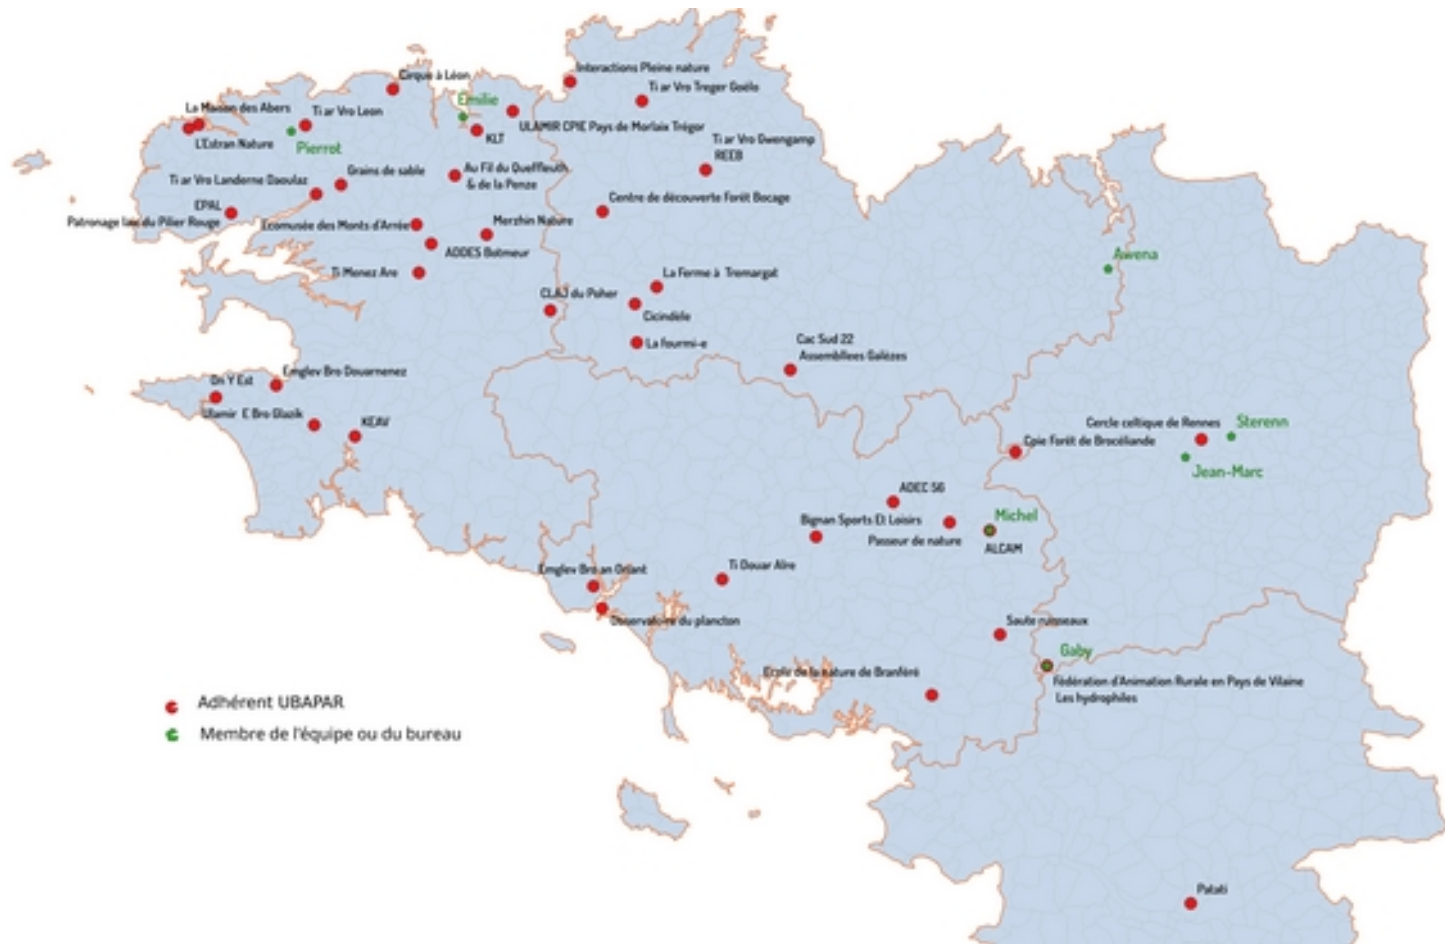 Interactions Pleine nature
Cirque à Léon
Ti ar Vro Treger Goëlo
Emilie
La Maison des Abers
Ti ar Vro Leon
ULAMIR CPIE Pays de Morlaix Trégor
KLT
L'Estran Nature
Pierrot
Ti ar Vro Gwengamp
REEB
Grains de sable
Au Fil du Queffleuth
& de la Penze
Ti ar Vro Landerne Daoulaz
Centre de découverte Forêt Bocage
EPAL
Patronage laïc du Pilier Rouge
Ecomusée des Monts d'Arrée
Merzhin Nature
ADDES Botmeur
Awena
Ti Menez Are
La Ferme à Tremargat
CLAJ du Poher
Cicindèle
La fourmi-e
Cac Sud 22
Assembllees Galèzes
Emglev Bro Douarnenez
On Y Est
Ulamir E Bro Glazik
KEAV
Cercle celtique de Rennes
Sterenn
Cpie Forêt de Brocéliande
Jean-Marc
ADEC 56
Bignan Sports Et Loisirs
Michel
Passeur de nature
ALCAM
Emglev Bro an Oriant
Ti Douar Alre
Observatoire du plancton
Saute ruisseaux
Gaby
Ecole de la nature de Branféré
Fédération d'Animation Rurale en Pays de Vilaine
Les hydrophiles
Adhérent UBAPAR
Membre de l'équipe ou du bureau
Patati